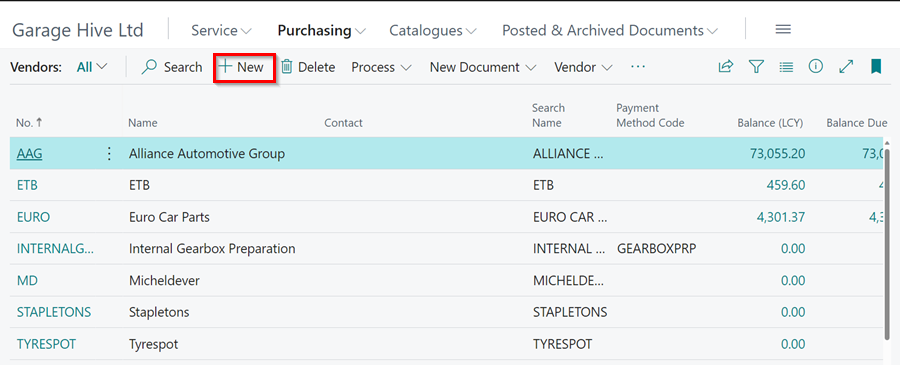 Garage Hive Ltd Service Purchasing Catalogues Posted & Archived Documents
Vendors: All Search New Delete Process New Document Vendor
Search Payment
No. ↑ Name Contact Name Method Code Balance (LCY) Balance Due
AAG Alliance Automotive Group ALLIANCE ... 73,055.20 73,0
ETB ETB ETB 459.60 4
EURO Euro Car Parts EURO CAR ... 4,301.37 4,3
INTERNALG... Internal Gearbox Preparation INTERNAL ... GEARBOXPRP 0.00
MD Micheldever MICHELDE... 0.00
STAPLETONS Stapletons STAPLETONS 0.00
TYRESPOT Tyrespot TYRESPOT 0.00